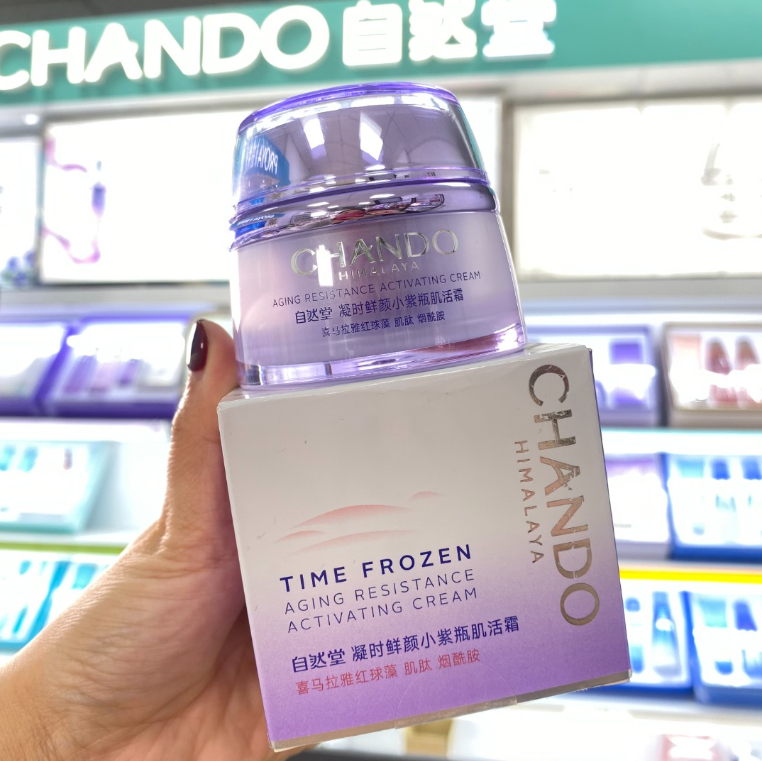 CHANDO 自然堂
CHANDO
HIMALAYA
AGING RESISTANCE ACTIVATING CREAM
自然堂 凝时鲜颜小紫瓶肌活霜
喜马拉雅红球藻 肌肽 烟酰胺
CHANDO
HIMALAYA
TIME FROZEN
AGING RESISTANCE
ACTIVATING CREAM
自然堂 凝时鲜颜小紫瓶肌活霜
喜马拉雅红球藻 肌肽 烟酰胺